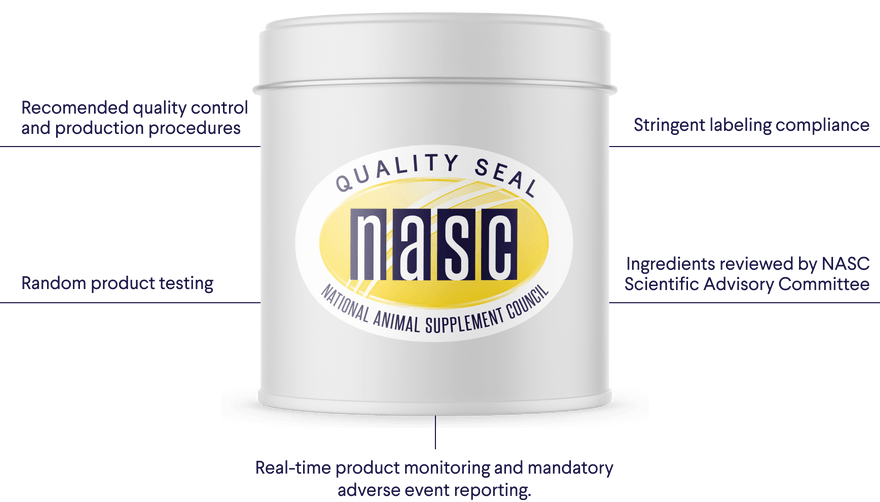 Recomended quality control
and production procedures
Stringent labeling compliance
QUALITY SEAL
nasc
NATIONAL ANIMAL SUPPLEMENT COUNCIL
Random product testing
Ingredients reviewed by NASC
Scientific Advisory Committee
Real-time product monitoring and mandatory
adverse event reporting.